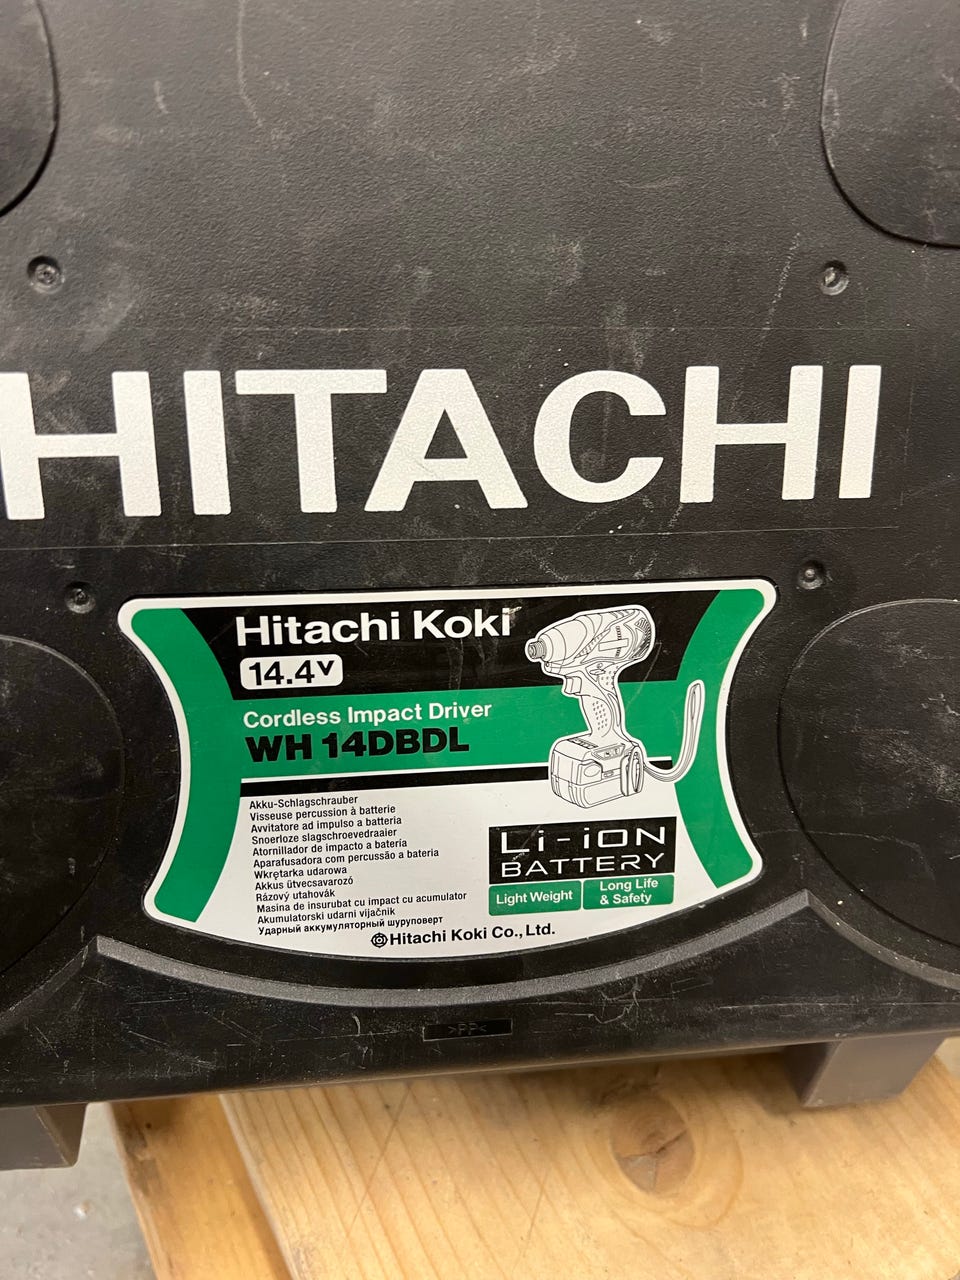 HITACHI
Hitachi Koki
14.4V
Cordless Impact Driver
WH 14DBDL
Akku-Schlagschrauber
Visseuse percussion à batterie
Avvitatore ad impulso a batteria
Snoerloze slagschroevedraaier
Atornillador de impacto a batería
Aparafusadora com percussão a bateria
Wkrętarka udarowa
Akkus ütvecsavarozó
Rázový utahovák
Masina de insurubat cu impact cu acumulator
Akumulatorski udarni vijačnik
Ударный аккумуляторный шуруповерт
Li-iON
BATTERY
Light Weight
Long Life
& Safety
Hitachi Koki Co., Ltd.
>PP<